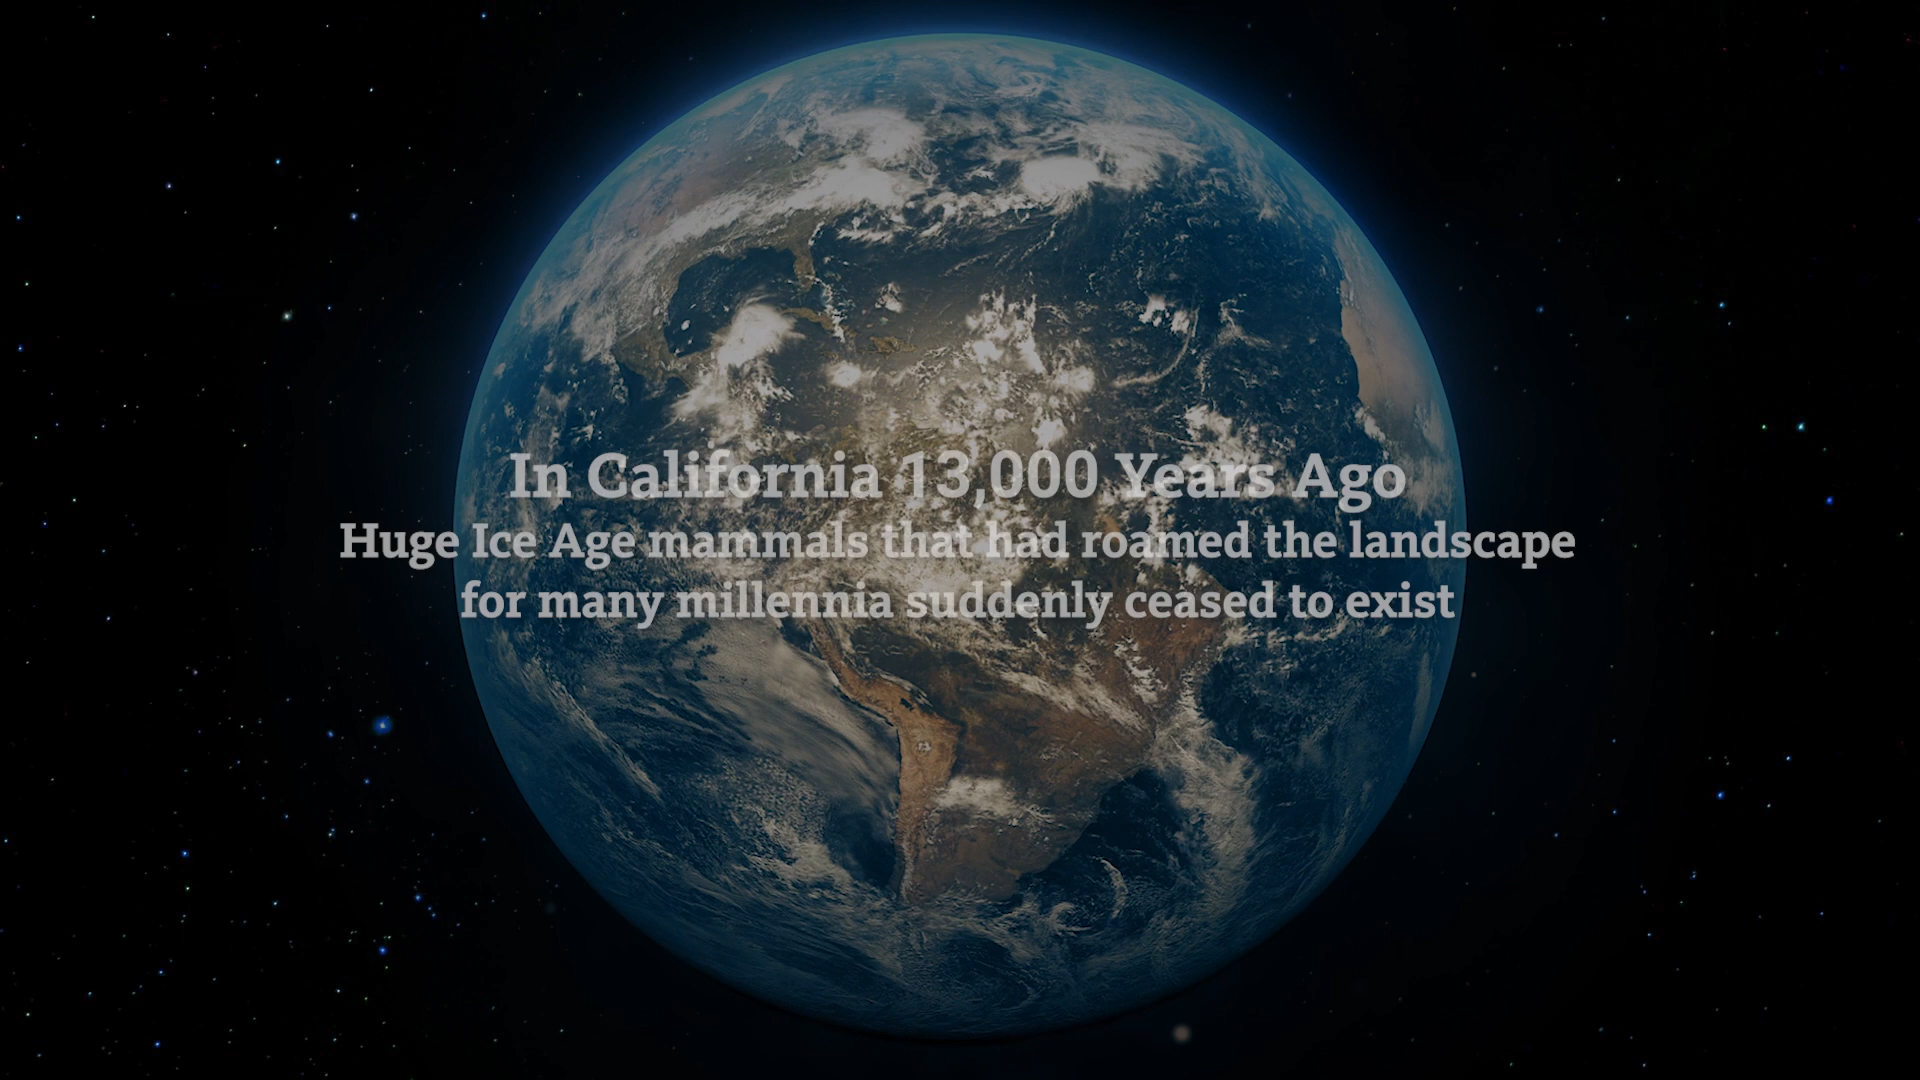 In California 13,000 Years Ago
Huge Ice Age mammals that had roamed the landscape
for many millennia suddenly ceased to exist